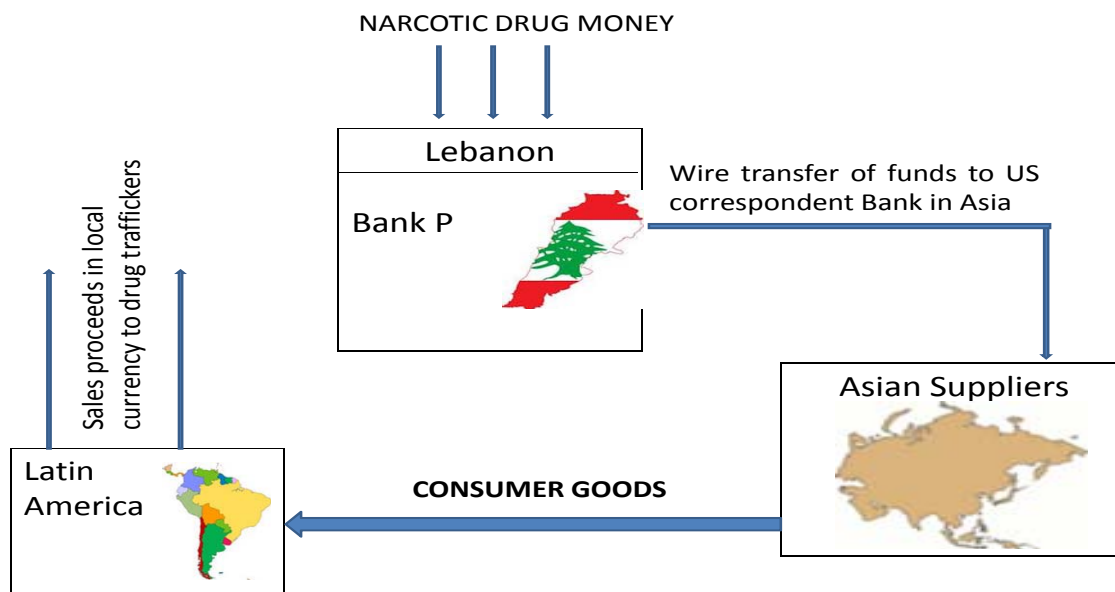 NARCOTIC DRUG MONEY
Lebanon
Bank P
Wire transfer of funds to US
correspondent Bank in Asia
Sales proceeds in local
currency to drug traffickers
Asian Suppliers
Latin
America
CONSUMER GOODS